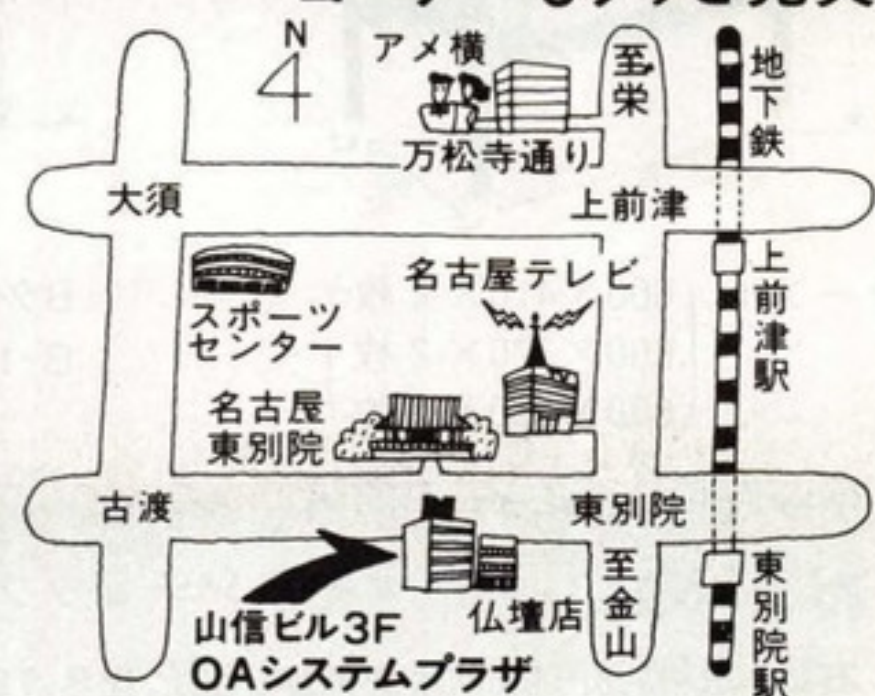 N
アメ横
至栄
地下鉄
万松寺通り
大須
上前津
上前津駅
スポーツ
センター
名古屋テレビ
名古屋
東別院
古渡
東別院
山信ビル3F
OAシステムプラザ
仏壇店
至金山
東別院駅